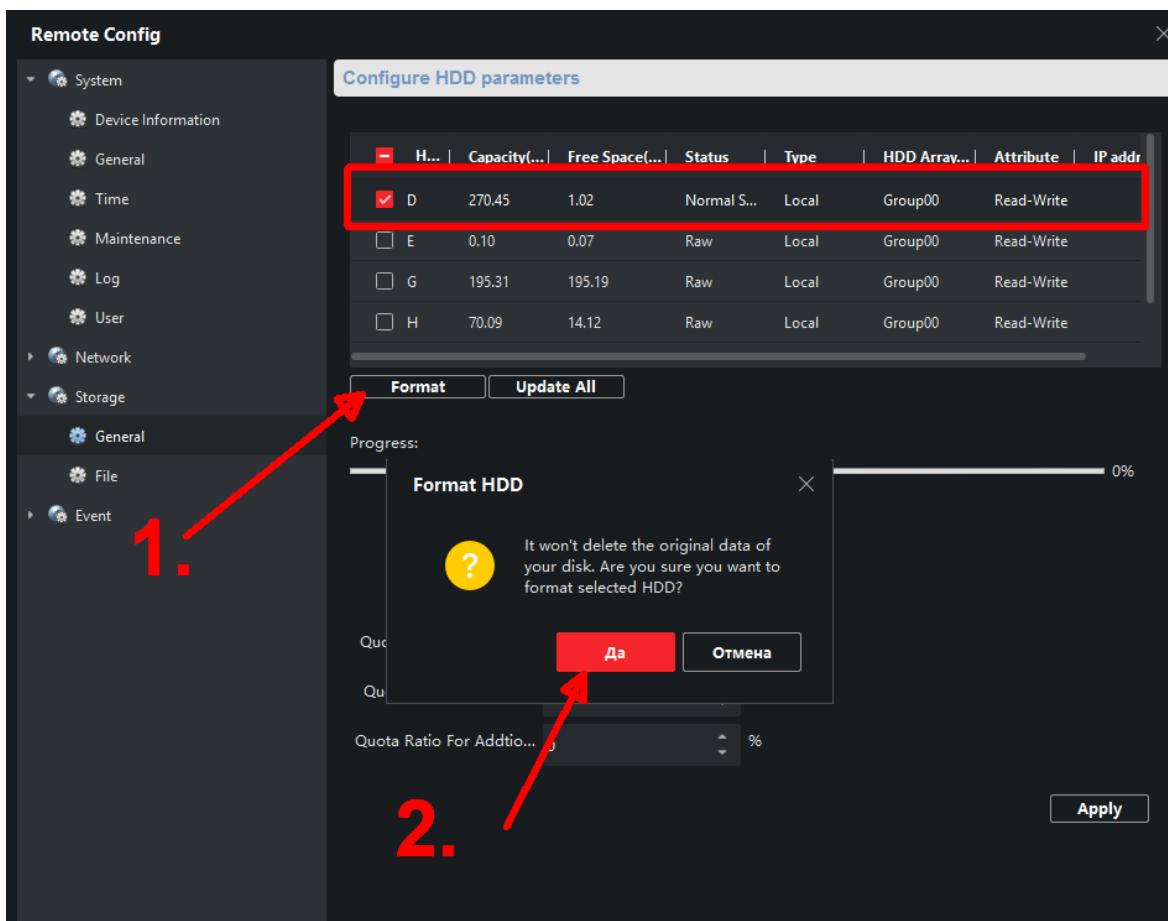 Remote Config
System
Configure HDD parameters
Device Information
General
Time
Maintenance
Log
User
Network
Storage
General
File
Event
H... Capacity(... Free Space(... Status Type HDD Array... Attribute IP addr
D 270.45 1.02 Normal S... Local Group00 Read-Write
E 0.10 0.07 Raw Local Group00 Read-Write
G 195.31 195.19 Raw Local Group00 Read-Write
H 70.09 14.12 Raw Local Group00 Read-Write
Format Update All
Progress:
0%
Format HDD
It won't delete the original data of
your disk. Are you sure you want to
format selected HDD?
Да Отмена
Quo
Qu
Quota Ratio For Addtio... %
Apply
1.
2.